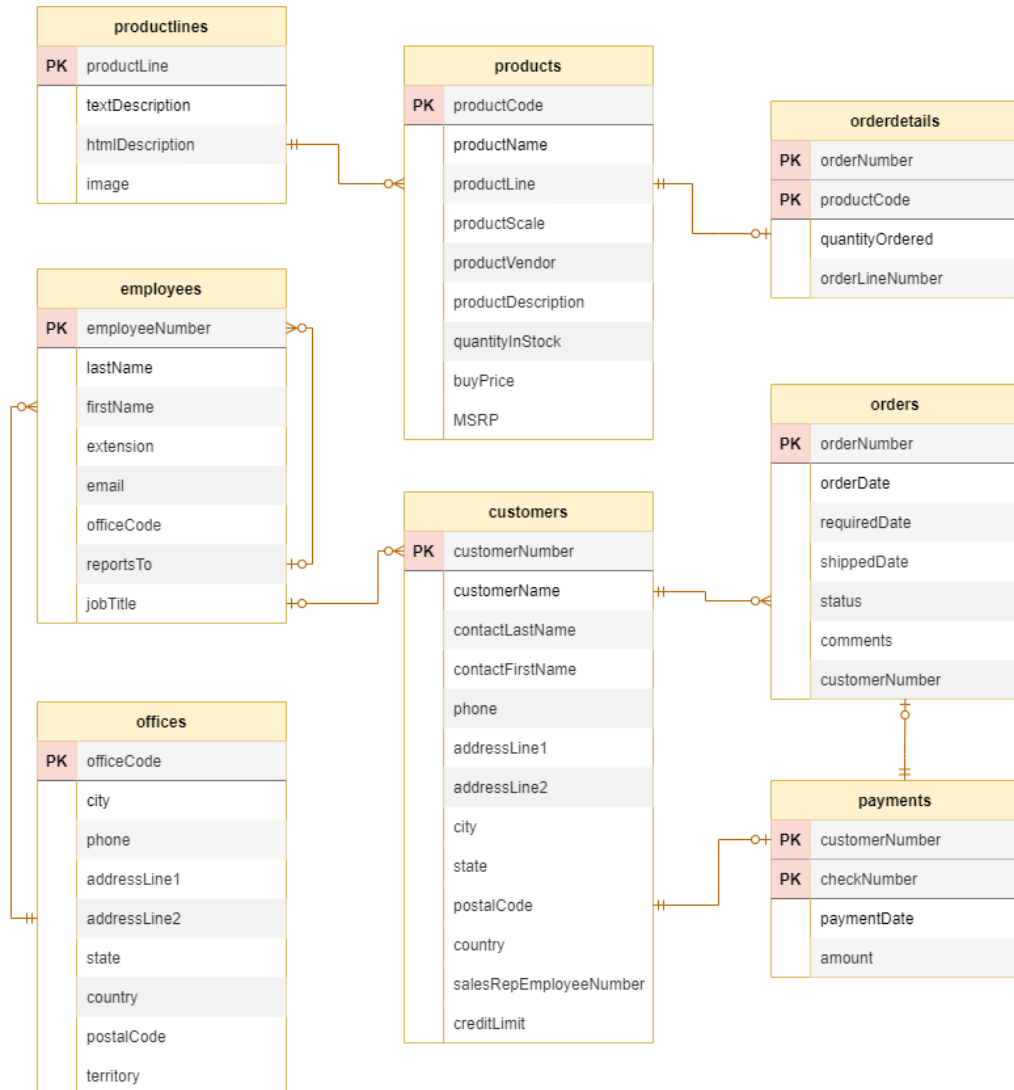 productlines
PK productLine
textDescription
htmlDescription
image
products
PK productCode
productName
productLine
productScale
productVendor
productDescription
quantityInStock
buyPrice
MSRP
orderdetails
PK orderNumber
PK productCode
quantityOrdered
orderLineNumber
employees
PK employeeNumber
lastName
firstName
extension
email
officeCode
reportsTo
jobTitle
customers
PK customerNumber
customerName
contactLastName
contactFirstName
phone
addressLine1
addressLine2
city
state
postalCode
country
salesRepEmployeeNumber
creditLimit
orders
PK orderNumber
orderDate
requiredDate
shippedDate
status
comments
customerNumber
offices
PK officeCode
city
phone
addressLine1
addressLine2
state
country
postalCode
territory
payments
PK customerNumber
PK checkNumber
paymentDate
amount